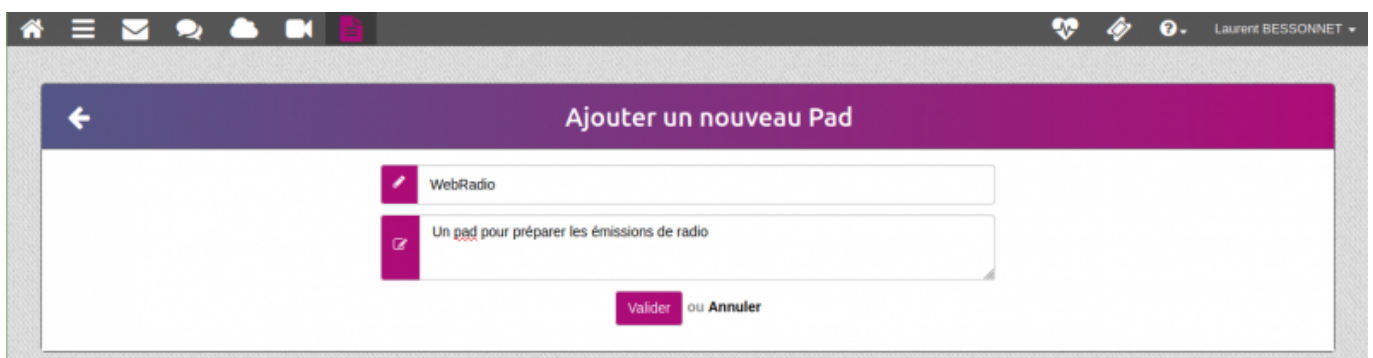 Laurent BESSONNET
Ajouter un nouveau Pad
WebRadio
Un pad pour préparer les émissions de radio
Valider ou Annuler